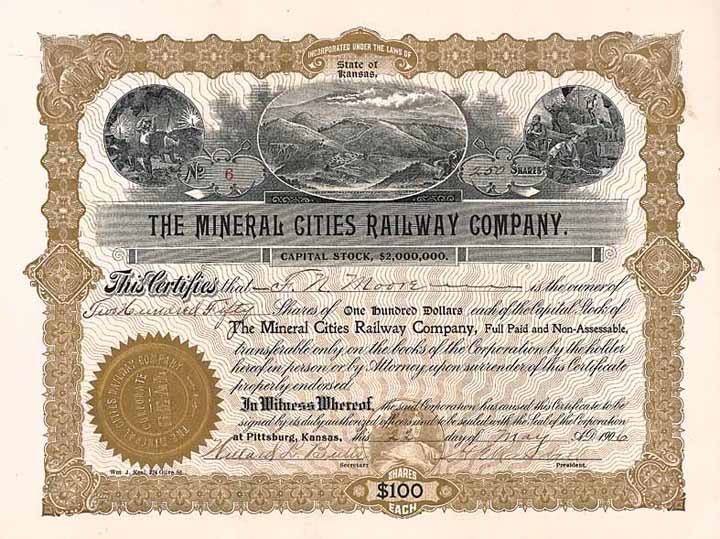 INCORPORATED UNDER THE LAWS OF
State of
Kansas.
No 6
250 SHARES
THE MINERAL CITIES RAILWAY COMPANY.
CAPITAL STOCK, $2,000,000.
This Certifies that F. N. Moore is the owner of
Two Hundred Fifty Shares of One Hundred Dollars each of the Capital Stock of
The Mineral Cities Railway Company, Full Paid and Non-Assessable,
transferable only on the books of the Corporation by the holder
hereof in person or by Attorney upon surrender of this Certificate
properly endorsed.
In Witness Whereof, the said Corporation has caused this Certificate to be
signed by its duly authorized officers and to be sealed with the Seal of the Corporation
at Pittsburg, Kansas, this 22 day of May A.D. 1906
Secretary
President.
SHARES
$100
EACH